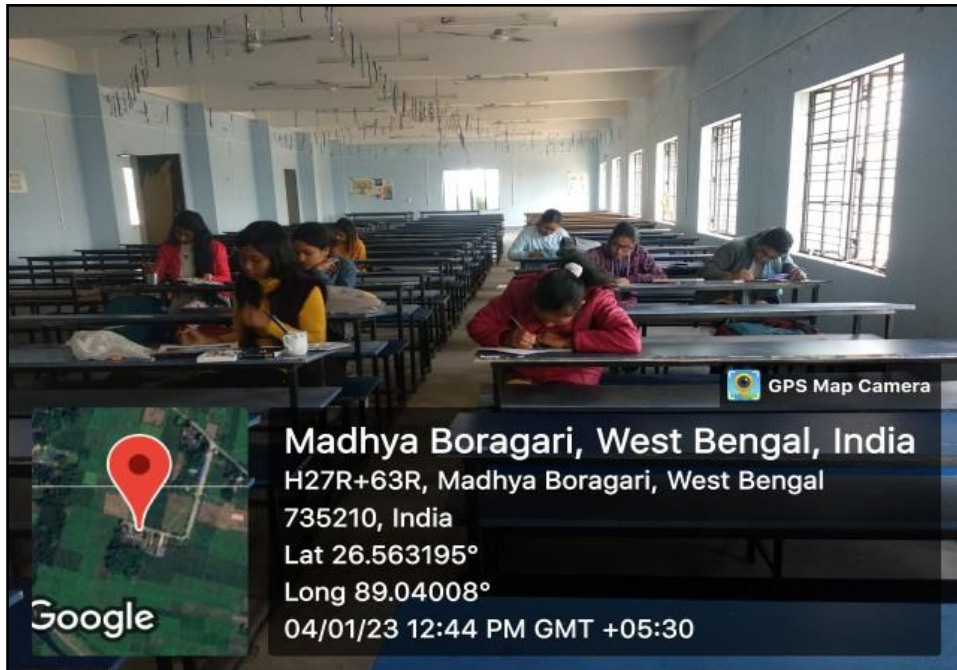 GPS Map Camera
Madhya Boragari, West Bengal, India
H27R+63R, Madhya Boragari, West Bengal
735210, India
Lat 26.563195°
Long 89.04008°
04/01/23 12:44 PM GMT +05:30
Google